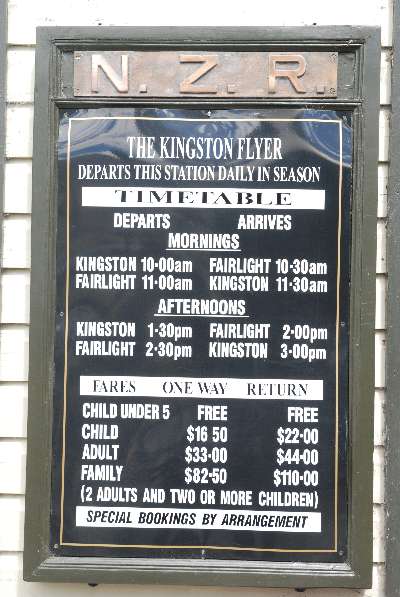 N. Z. R.
THE KINGSTON FLYER
DEPARTS THIS STATION DAILY IN SEASON
TIMETABLE
DEPARTS ARRIVES
MORNINGS
KINGSTON 10-00am FAIRLIGHT 10-30am
FAIRLIGHT 11-00am KINGSTON 11-30am
AFTERNOONS
KINGSTON 1-30pm FAIRLIGHT 2-00pm
FAIRLIGHT 2-30pm KINGSTON 3-00pm
FARES ONE WAY RETURN
CHILD UNDER 5 FREE FREE
CHILD $16 50 $22-00
ADULT $33-00 $44-00
FAMILY $82-50 $110-00
(2 ADULTS AND TWO OR MORE CHILDREN)
SPECIAL BOOKINGS BY ARRANGEMENT